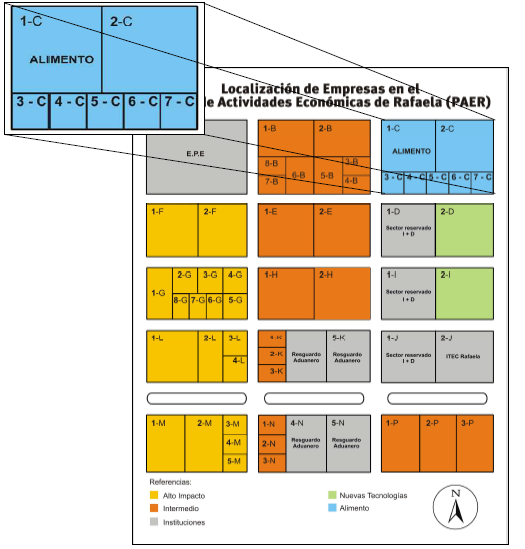 1-C 2-C
ALIMENTO
3 - C 4 - C 5 - C 6 - C 7 - C
Localización de Empresas en el
de Actividades Económicas de Rafaela (PAER)
E.P.E
1-B 2-B
8-B 3-B
7-B 6-B 5-B 4-B
1-C 2-C
ALIMENTO
3 - C 4 - C 5 - C 6 - C 7 - C
1-F 2-F
1-E 2-E
1-D 2-D
Sector reservado
I + D
1-G 2-G 3-G 4-G
8-G 7-G 6-G 5-G
1-H 2-H
1-I 2-I
Sector reservado
I + D
1-L 2-L 3-L
4-L
1-K 5-K
2-K Resguardo Aduanero Resguardo Aduanero
3-K
1-J 2-J
Sector reservado
I + D
ITEC Rafaela
1-M 2-M 3-M
4-M
5-M
1-N 4-N 5-N
2-N Resguardo Aduanero Resguardo Aduanero
3-N
1-P 2-P 3-P
Referencias:
Alto Impacto
Intermedio
Instituciones
Nuevas Tecnologías
Alimento
N